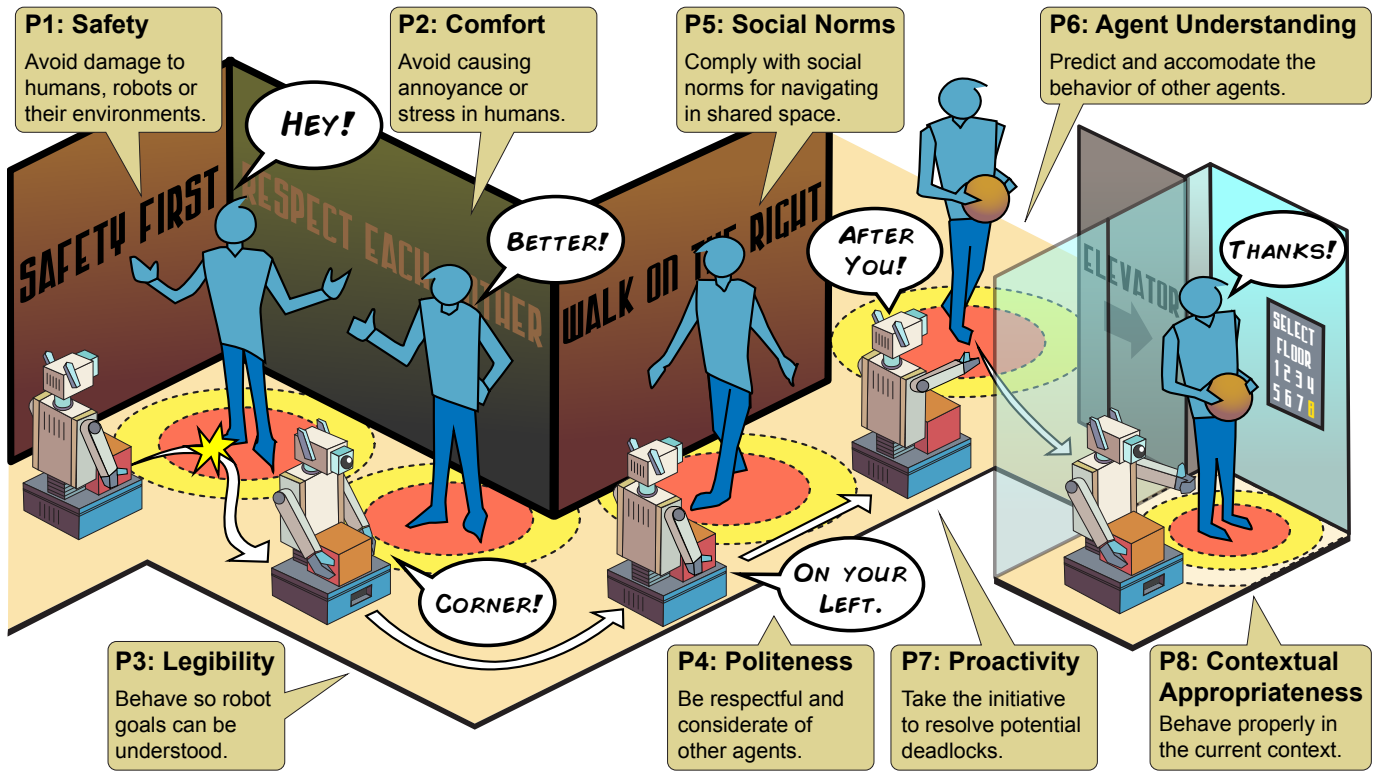 P1: Safety
Avoid damage to
humans, robots or
their environments.
P2: Comfort
Avoid causing
annoyance or
stress in humans.
P5: Social Norms
Comply with social
norms for navigating
in shared space.
P6: Agent Understanding
Predict and accomodate the
behavior of other agents.
HEY!
SAFETY FIRST
RESPECT EACH OTHER
BETTER!
WALK ON THE RIGHT
AFTER
YOU!
ELEVATOR
THANKS!
SELECT
FLOOR
1 2 3 4
5 6 7 8
CORNER!
ON YOUR
LEFT.
P3: Legibility
Behave so robot
goals can be
understood.
P4: Politeness
Be respectful and
considerate of
other agents.
P7: Proactivity
Take the initiative
to resolve potential
deadlocks.
P8: Contextual
Appropriateness
Behave properly in
the current context.